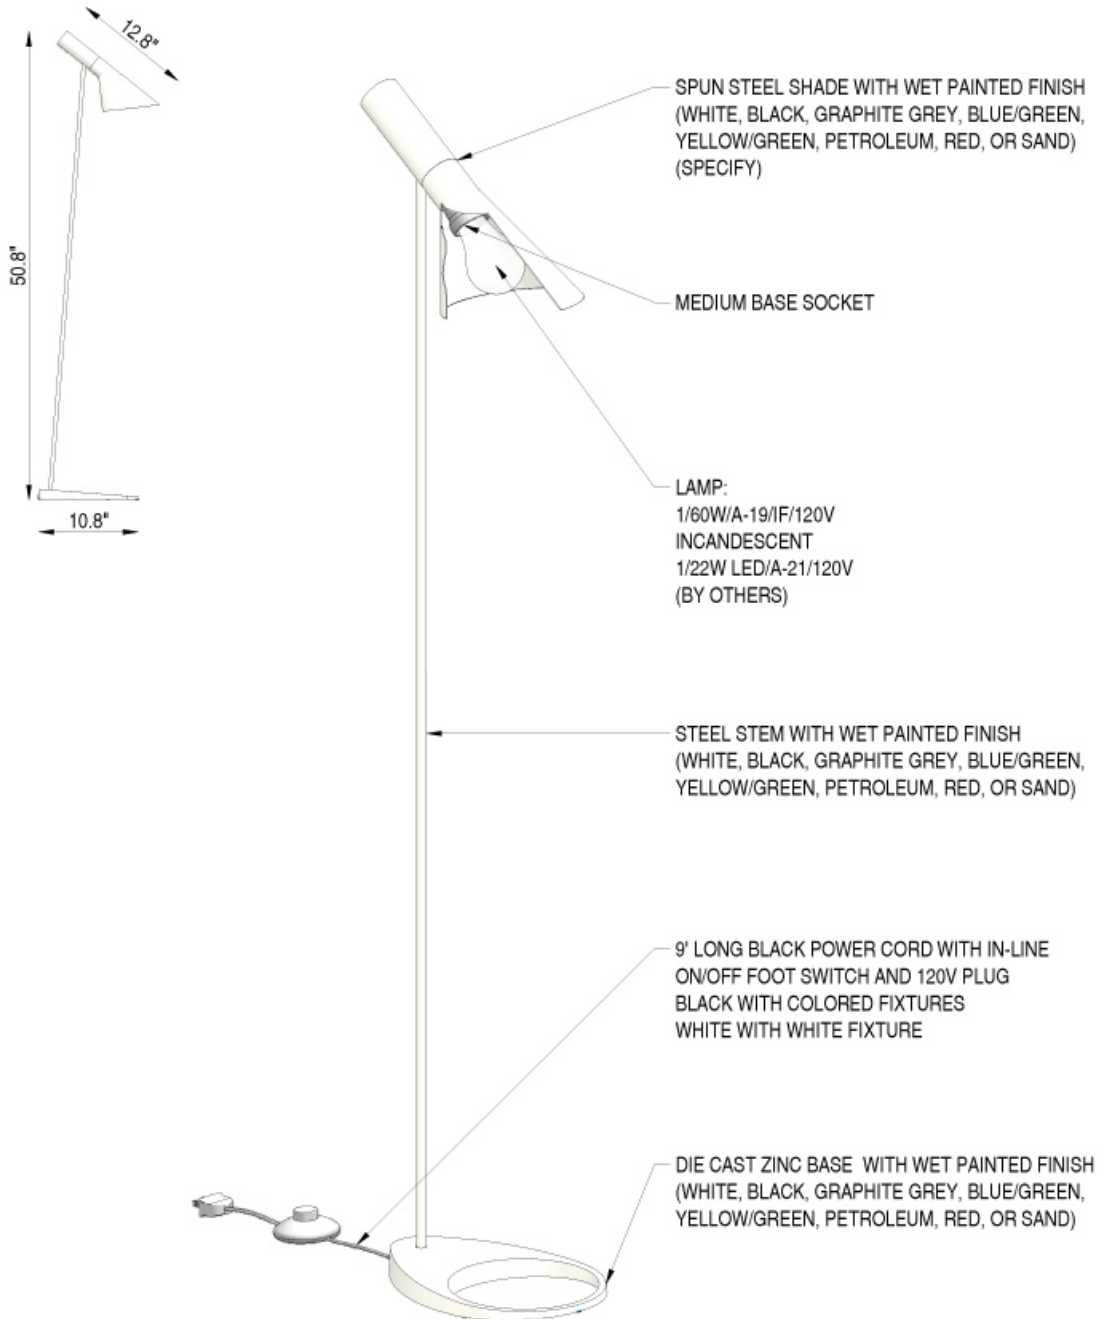 12.8"
50.8"
10.8"
SPUN STEEL SHADE WITH WET PAINTED FINISH
(WHITE, BLACK, GRAPHITE GREY, BLUE/GREEN,
YELLOW/GREEN, PETROLEUM, RED, OR SAND)
(SPECIFY)
MEDIUM BASE SOCKET
LAMP:
1/60W/A-19/IF/120V
INCANDESCENT
1/22W LED/A-21/120V
(BY OTHERS)
STEEL STEM WITH WET PAINTED FINISH
(WHITE, BLACK, GRAPHITE GREY, BLUE/GREEN,
YELLOW/GREEN, PETROLEUM, RED, OR SAND)
9' LONG BLACK POWER CORD WITH IN-LINE
ON/OFF FOOT SWITCH AND 120V PLUG
BLACK WITH COLORED FIXTURES
WHITE WITH WHITE FIXTURE
DIE CAST ZINC BASE WITH WET PAINTED FINISH
(WHITE, BLACK, GRAPHITE GREY, BLUE/GREEN,
YELLOW/GREEN, PETROLEUM, RED, OR SAND)